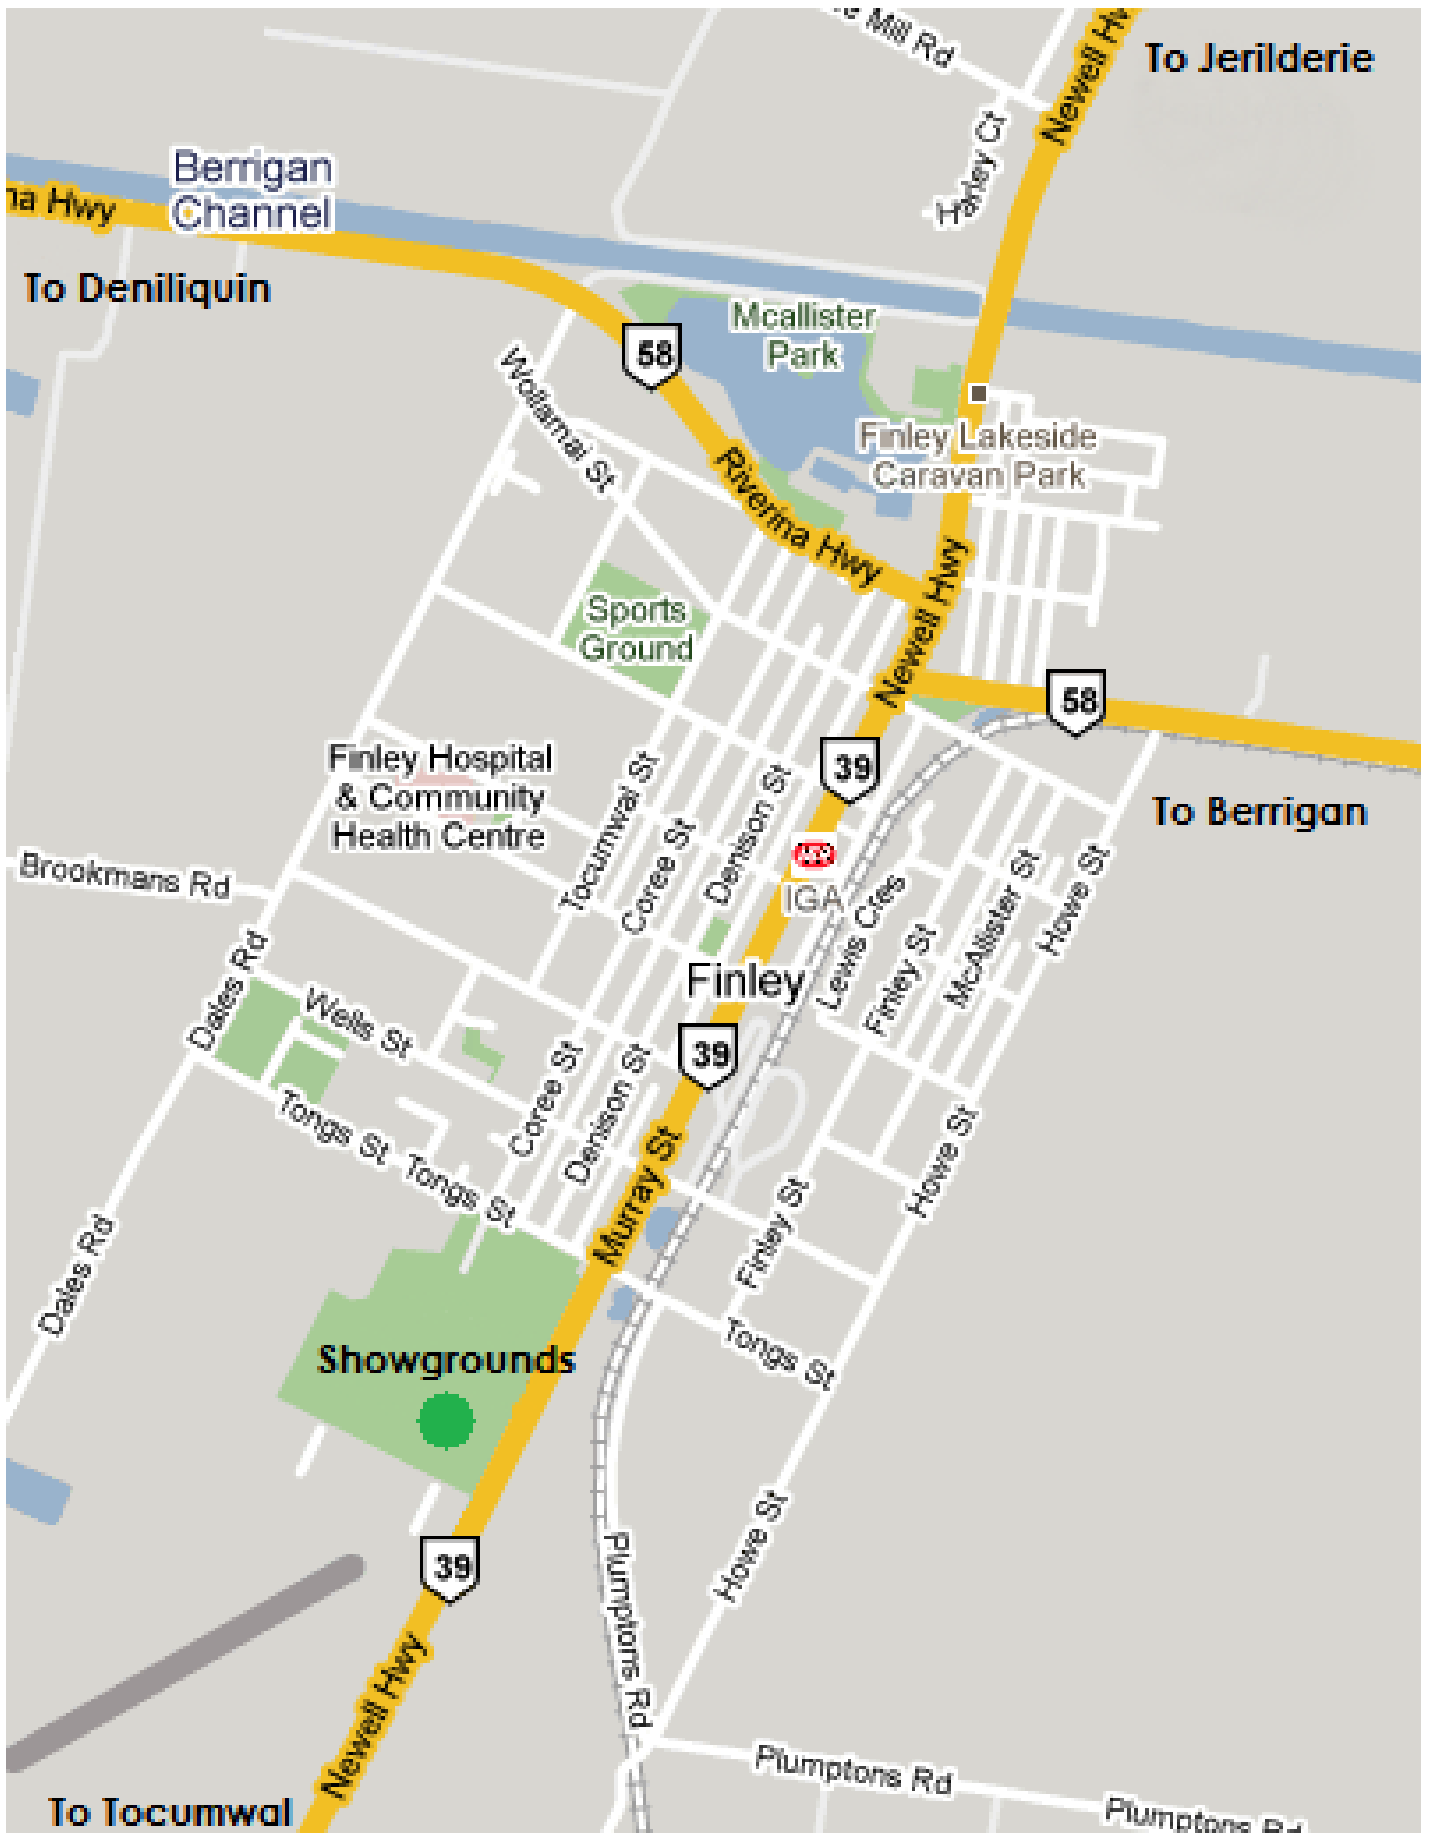 Mill Rd
Newell Hw
To Jerilderie
Harley Ct
Berrigan
Channel
na Hwy
To Deniliquin
Mcallister
Park
58
Wollamai St
Finley Lakeside
Caravan Park
Riverina Hwy
Newell Hwy
Sports
Ground
58
39
Finley Hospital
& Community
Health Centre
To Berrigan
Tocumwal St
Coree St
Denison St
IGA
Brookmans Rd
Lewis Cres
Finley St
McAllister St
Howe St
Dales Rd
Finley
Wells St
39
Coree St
Denison St
Tongs St
Tongs St
Murray St
Howe St
Finley St
Dales Rd
Tongs St
Showgrounds
Howe St
39
Plumptons Rd
Newell Hwy
Plumptons Rd
To Tocumwal
Plumptons Rd